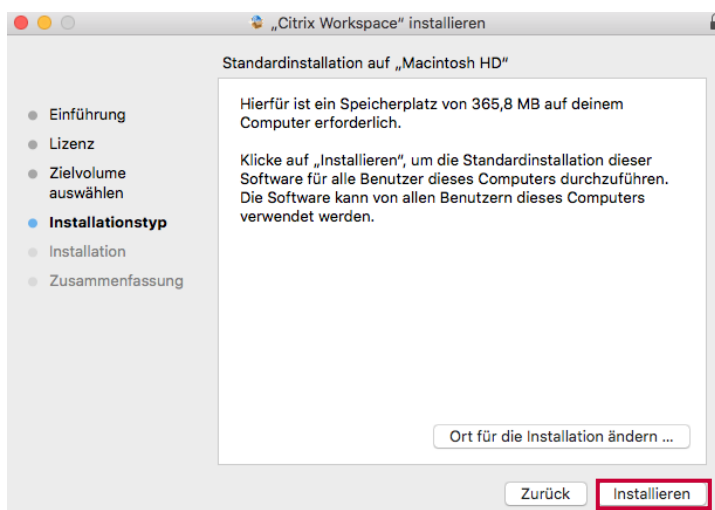 „Citrix Workspace“ installieren
Standardinstallation auf „Macintosh HD“
Einführung
Lizenz
Zielvolume
auswählen
Installationstyp
Installation
Zusammenfassung
Hierfür ist ein Speicherplatz von 365,8 MB auf deinem
Computer erforderlich.
Klicke auf „Installieren“, um die Standardinstallation dieser
Software für alle Benutzer dieses Computers durchzuführen.
Die Software kann von allen Benutzern dieses Computers
verwendet werden.
Ort für die Installation ändern ...
Zurück
Installieren